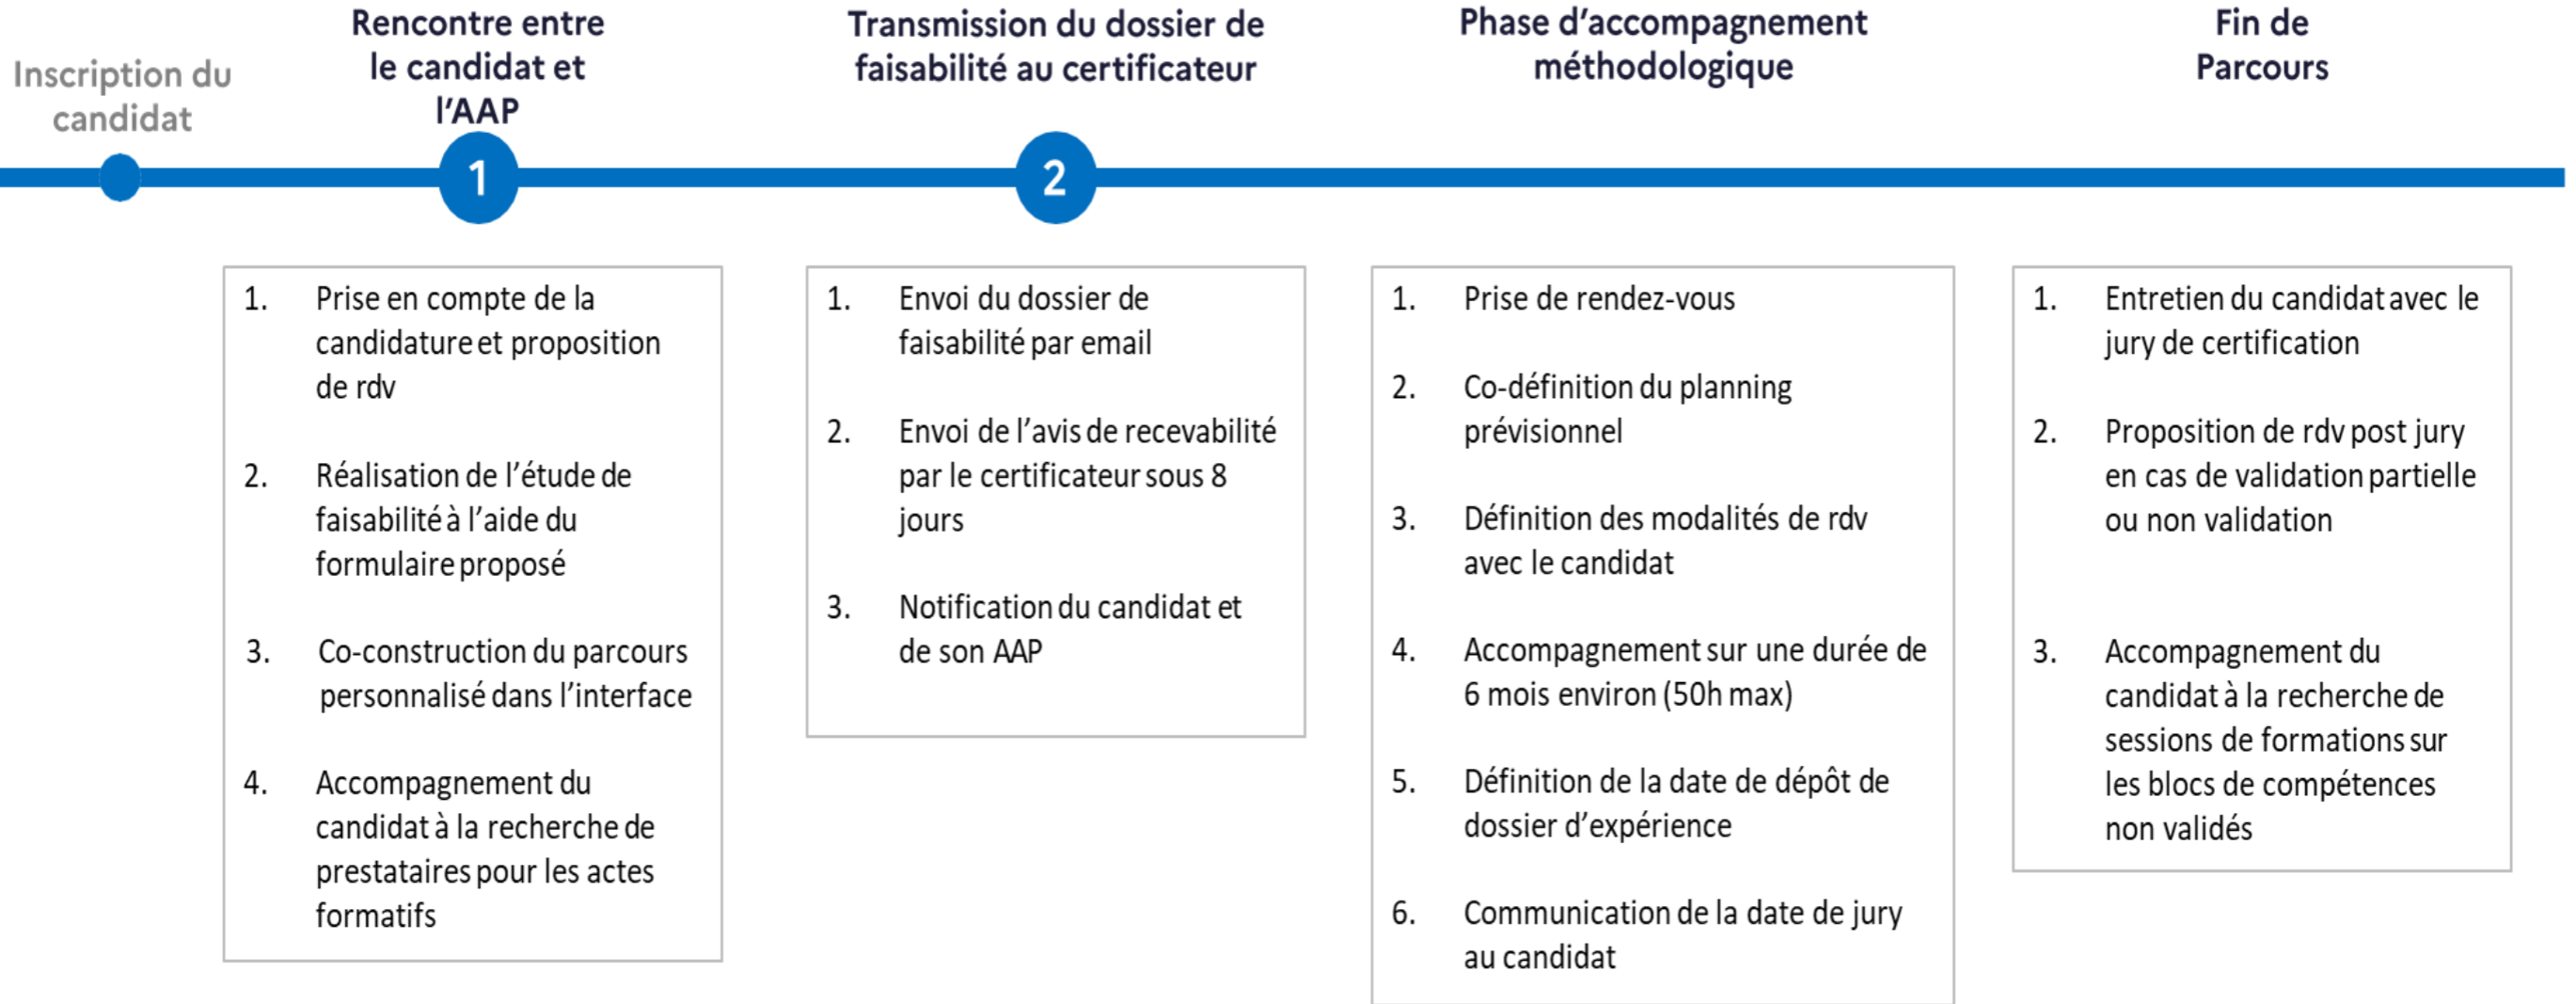 Inscription du
candidat
Rencontre entre
le candidat et
l'AAP
Transmission du dossier de
faisabilité au certificateur
Phase d'accompagnement
méthodologique
Fin de
Parcours
1
2
1. Prise en compte de la
candidature et proposition
de rdv
2. Réalisation de l'étude de
faisabilité à l'aide du
formulaire proposé
3. Co-construction du parcours
personnalisé dans l'interface
4. Accompagnement du
candidat à la recherche de
prestataires pour les actes
formatifs
1. Envoi du dossier de
faisabilité par email
2. Envoi de l'avis de recevabilité
par le certificateur sous 8
jours
3. Notification du candidat et
de son AAP
1. Prise de rendez-vous
2. Co-définition du planning
prévisionnel
3. Définition des modalités de rdv
avec le candidat
4. Accompagnement sur une durée de
6 mois environ (50h max)
5. Définition de la date de dépôt de
dossier d'expérience
6. Communication de la date de jury
au candidat
1. Entretien du candidat avec le
jury de certification
2. Proposition de rdv post jury
en cas de validation partielle
ou non validation
3. Accompagnement du
candidat à la recherche de
sessions de formations sur
les blocs de compétences
non validés